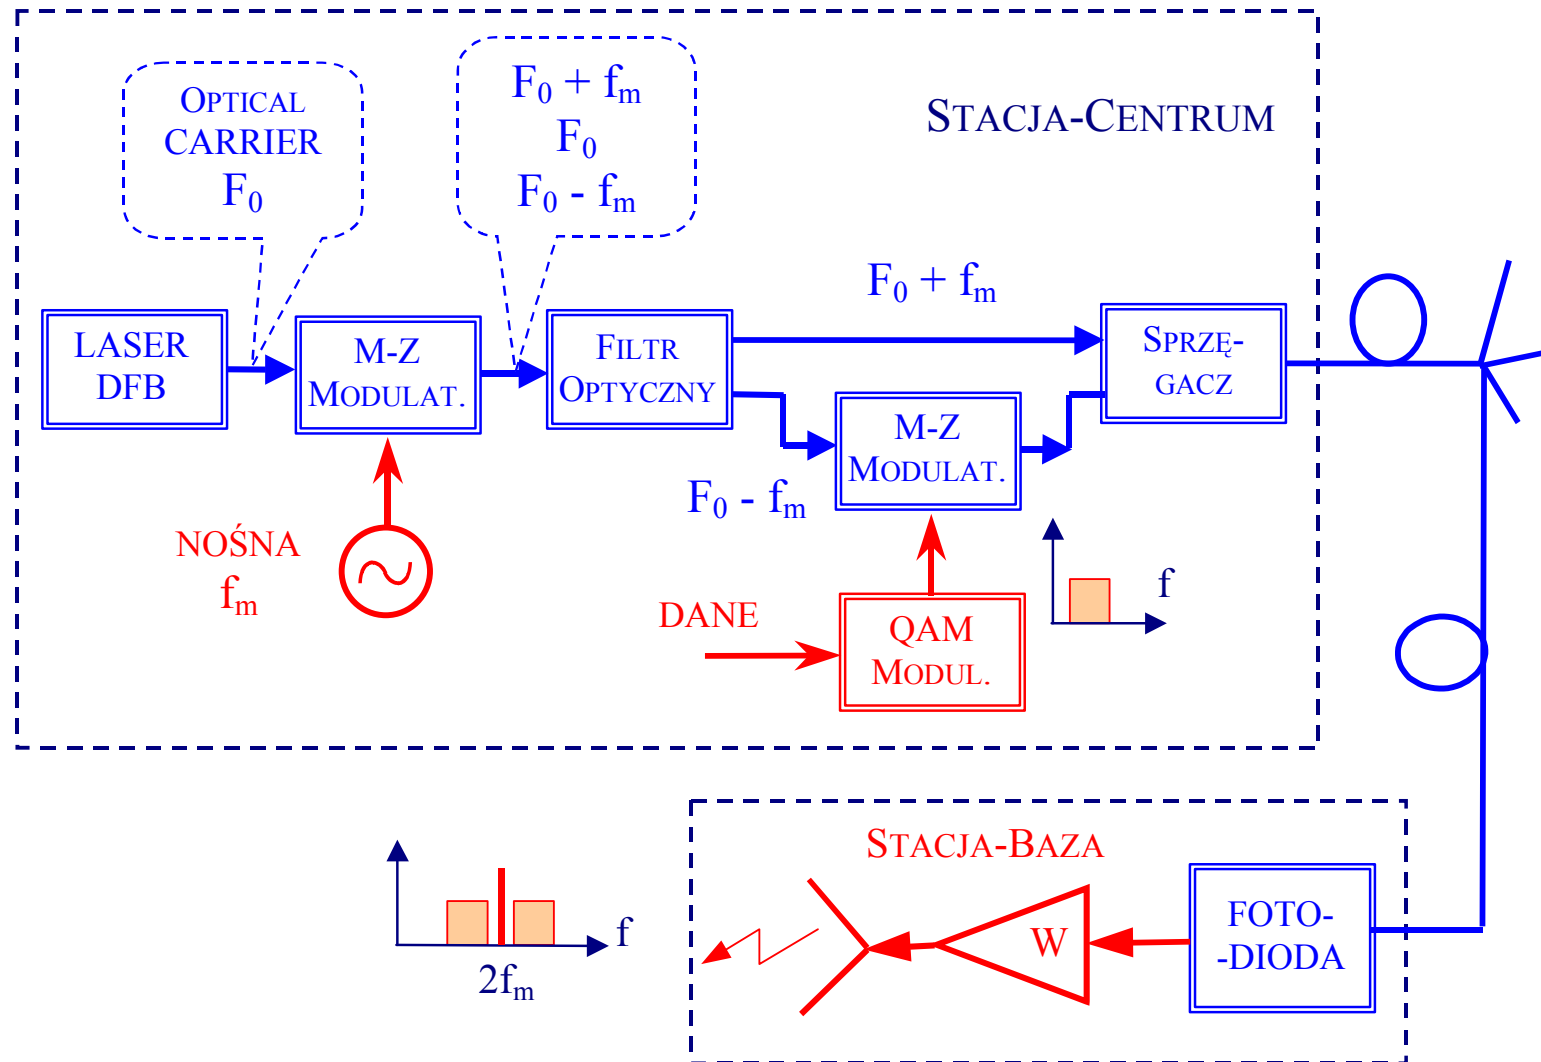 OPTICAL
CARRIER
F₀
F₀ + fₘ
F₀
F₀ - fₘ
STACJA-CENTRUM
LASER
DFB
M-Z
MODULAT.
FILTR
OPTYCZNY
F₀ + fₘ
SPRZĘ-
GACZ
F₀ - fₘ
M-Z
MODULAT.
NOŚNA
fₘ
DANE
QAM
MODUL.
f
STACJA-BAZA
f
2fₘ
W
FOTO-
-DIODA